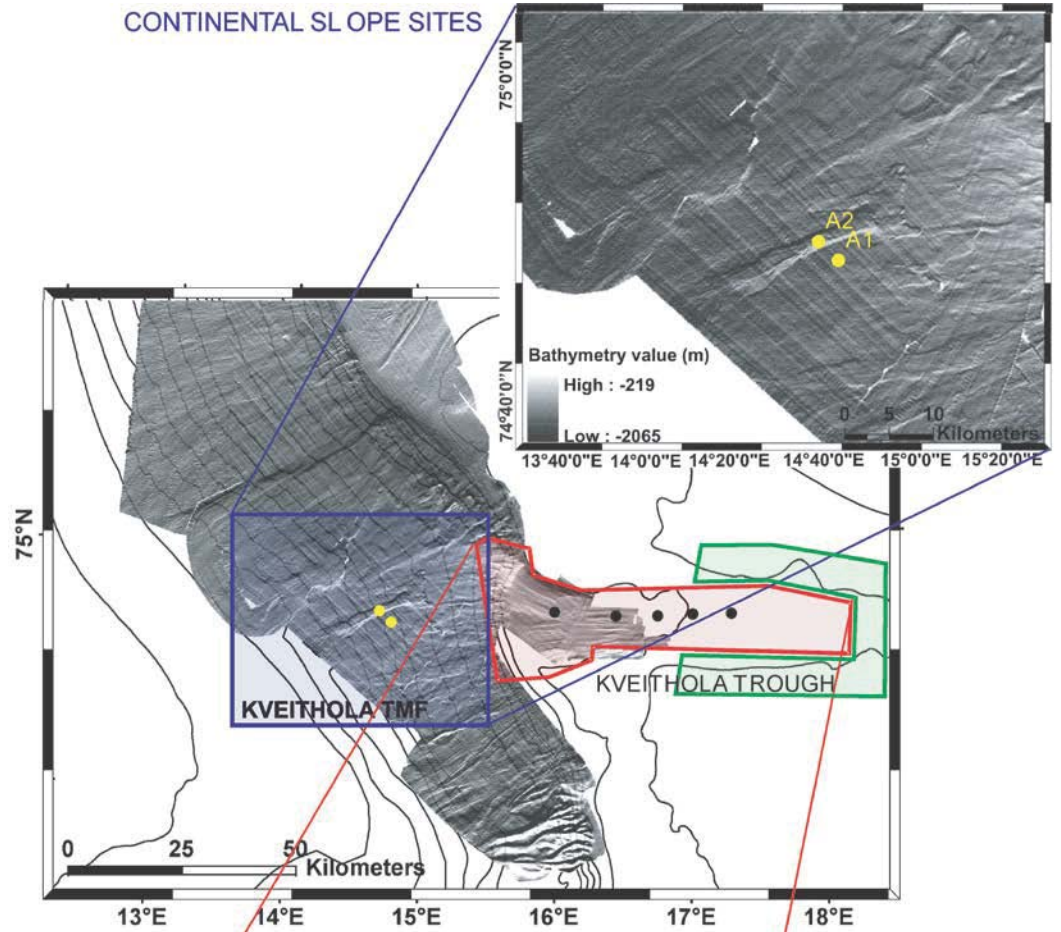 CONTINENTAL SL OPE SITES
75°0'0"N
A2
A1
Bathymetry value (m)
High : -219
Low : -2065
74°40'0"N
0 5 10
Kilometers
13°40'0"E 14°0'0"E 14°20'0"E 14°40'0"E 15°0'0"E 15°20'0"E
75°N
KVEITHOLA TROUGH
KVEITHOLA TMF
0 25 50
Kilometers
13°E 14°E 15°E 16°E 17°E 18°E